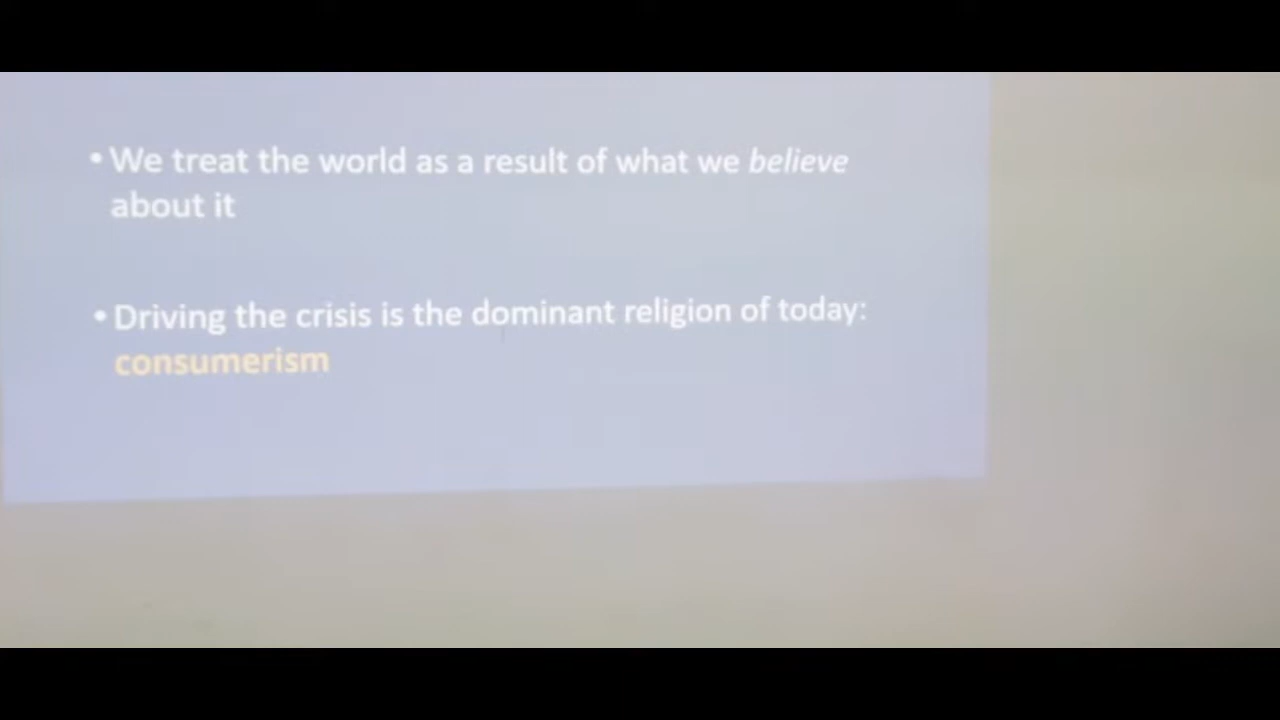 • We treat the world as a result of what we believe
about it
• Driving the crisis is the dominant religion of today:
consumerism